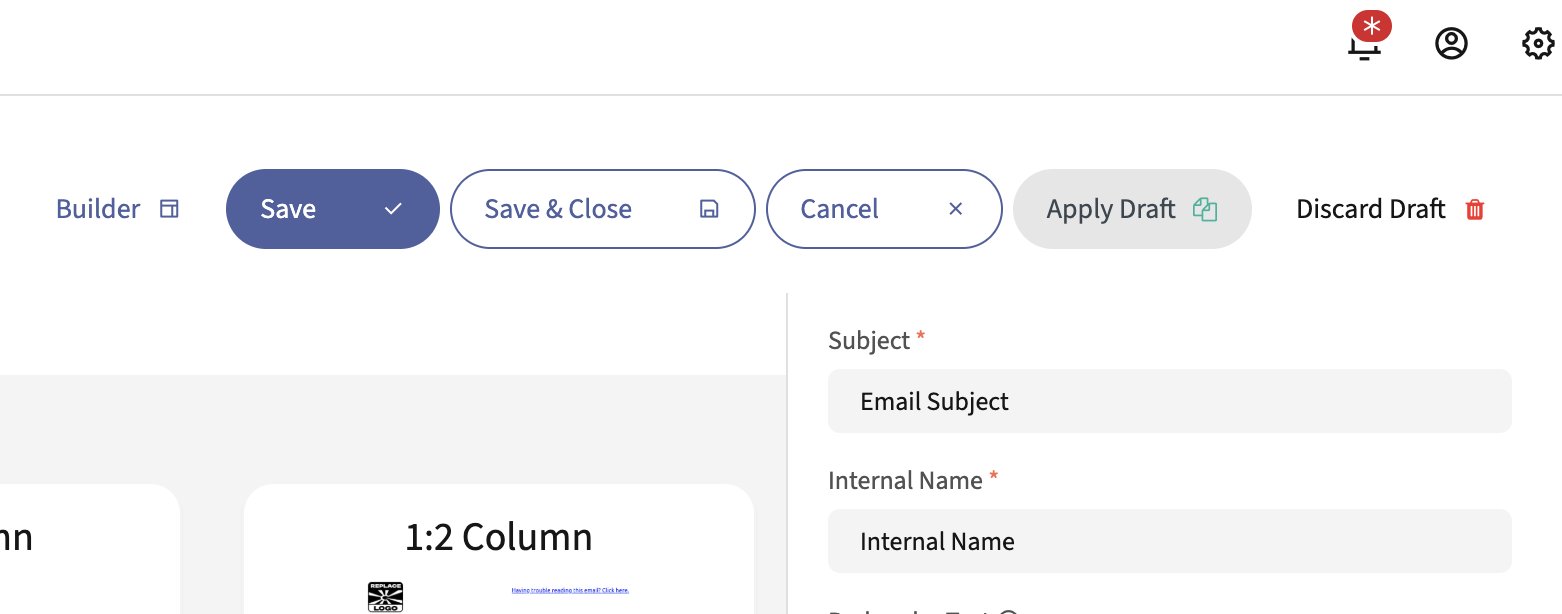 Builder Save Save & Close Cancel Apply Draft Discard Draft
Subject *
Email Subject
Internal Name *
Internal Name
1:2 Column
REPLACE
LOGO
Having trouble reading this email? Click here.